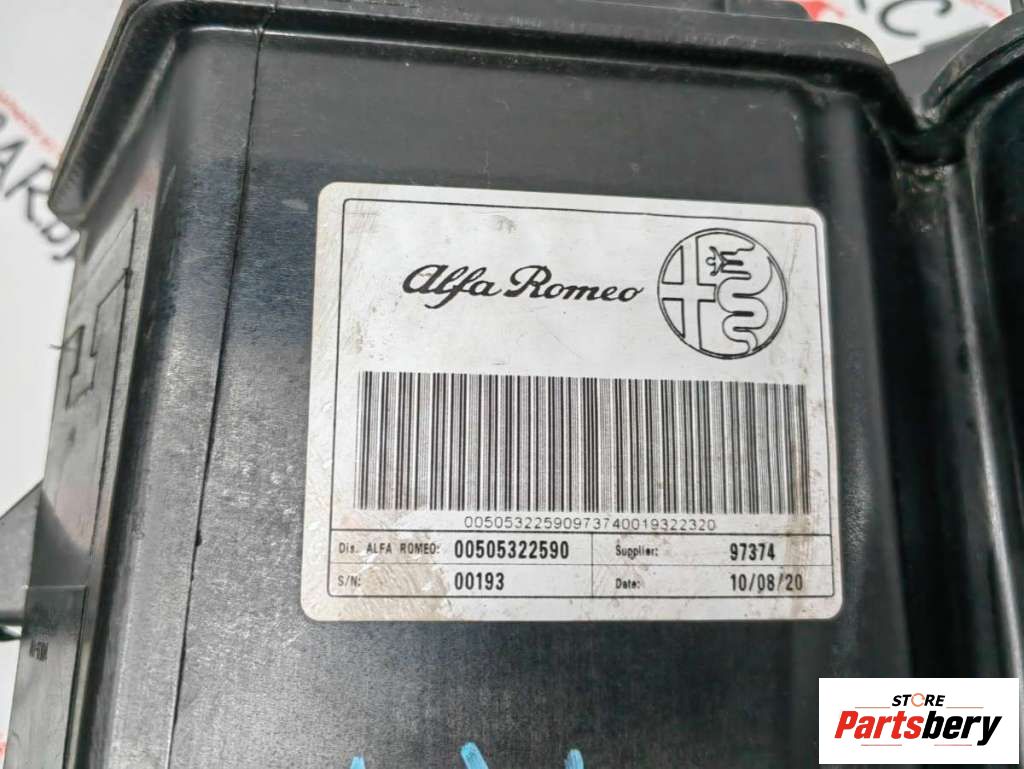 Alfa Romeo
00505322590973740019322320
Dis. ALFA ROMEO: 00505322590 Supplier: 97374
S/N: 00193 Date: 10/08/20
STORE
Partsbery